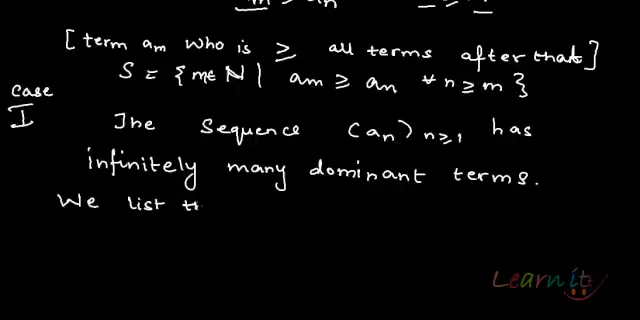 [term am who is ≥ all terms after that]
S = {m∈ℕ | am ≥ an ∀ n ≥ m}
case
I
The sequence (an) n≥1 has
infinitely many dominant terms.
We list
Learnit